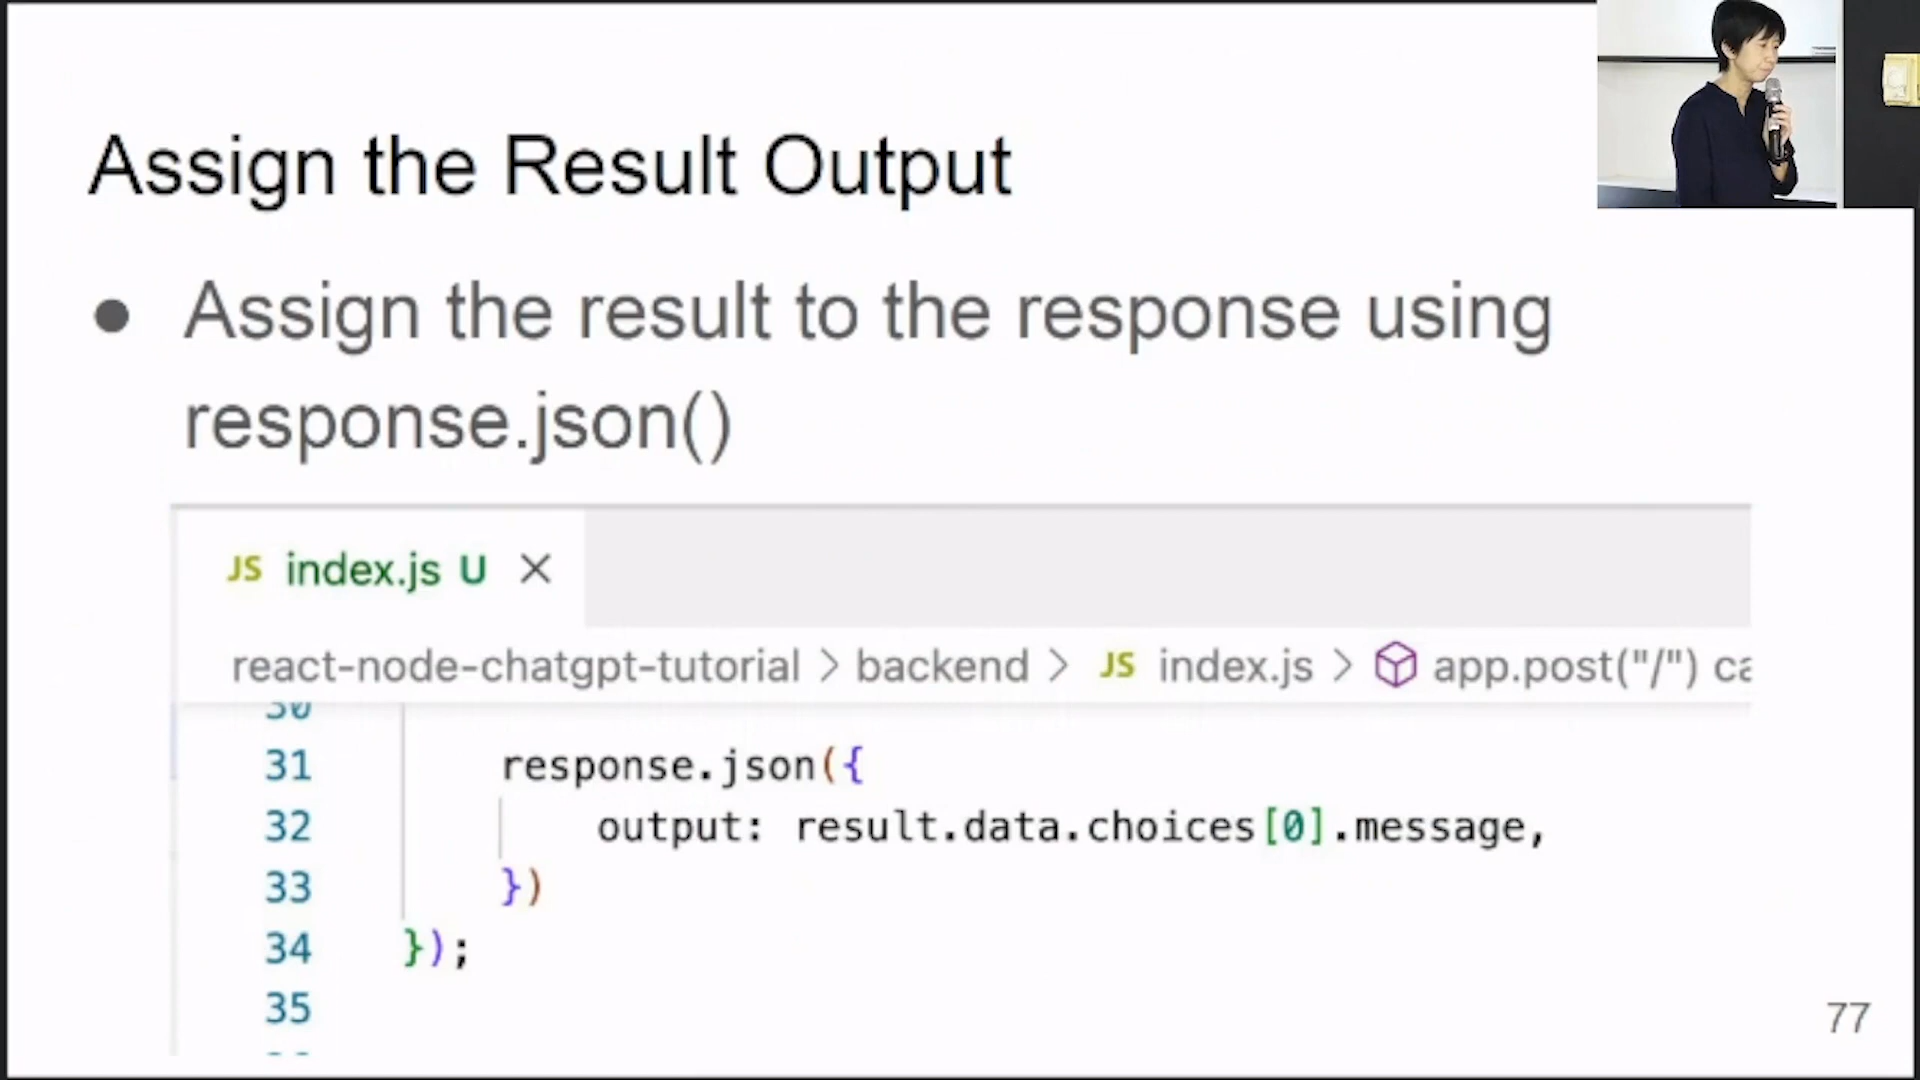 Assign the Result Output
● Assign the result to the response using
response.json()
JS index.js U ×
react-node-chatgpt-tutorial > backend > JS index.js > app.post("/") ca
30
31 response.json({
32 output: result.data.choices[0].message,
33 })
34 });
35
77